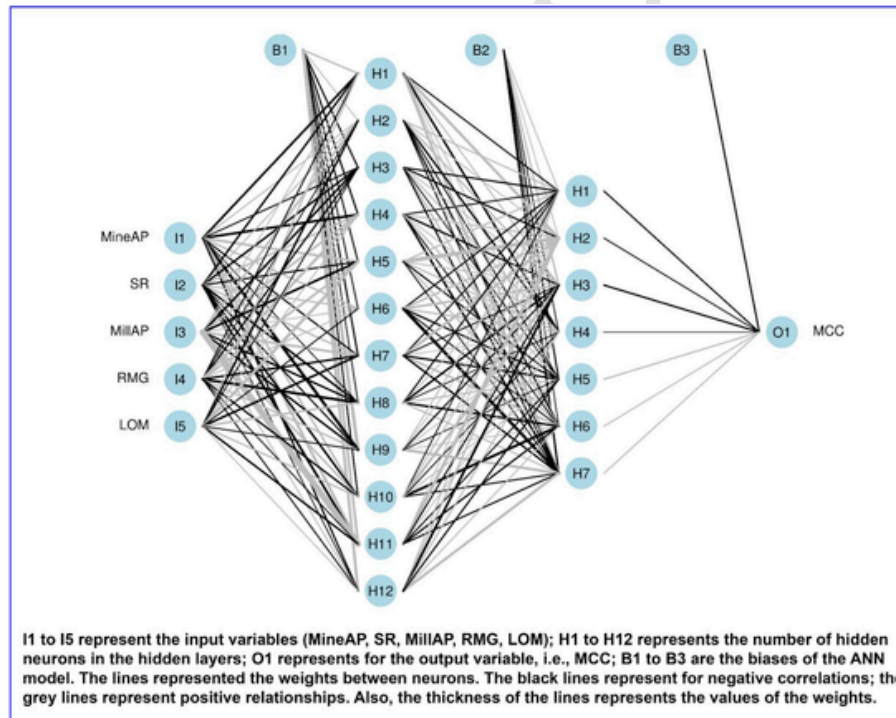 B1
B2
B3
H1
H2
H3
H4
H5
H6
H7
H8
H9
H10
H11
H12
MineAP I1
SR I2
MillAP I3
RMG I4
LOM I5
H1
H2
H3
H4
H5
H6
H7
O1 MCC
I1 to I5 represent the input variables (MineAP, SR, MillAP, RMG, LOM); H1 to H12 represents the number of hidden
neurons in the hidden layers; O1 represents for the output variable, i.e., MCC; B1 to B3 are the biases of the ANN
model. The lines represented the weights between neurons. The black lines represent for negative correlations; th
grey lines represent positive relationships. Also, the thickness of the lines represents the values of the weights.